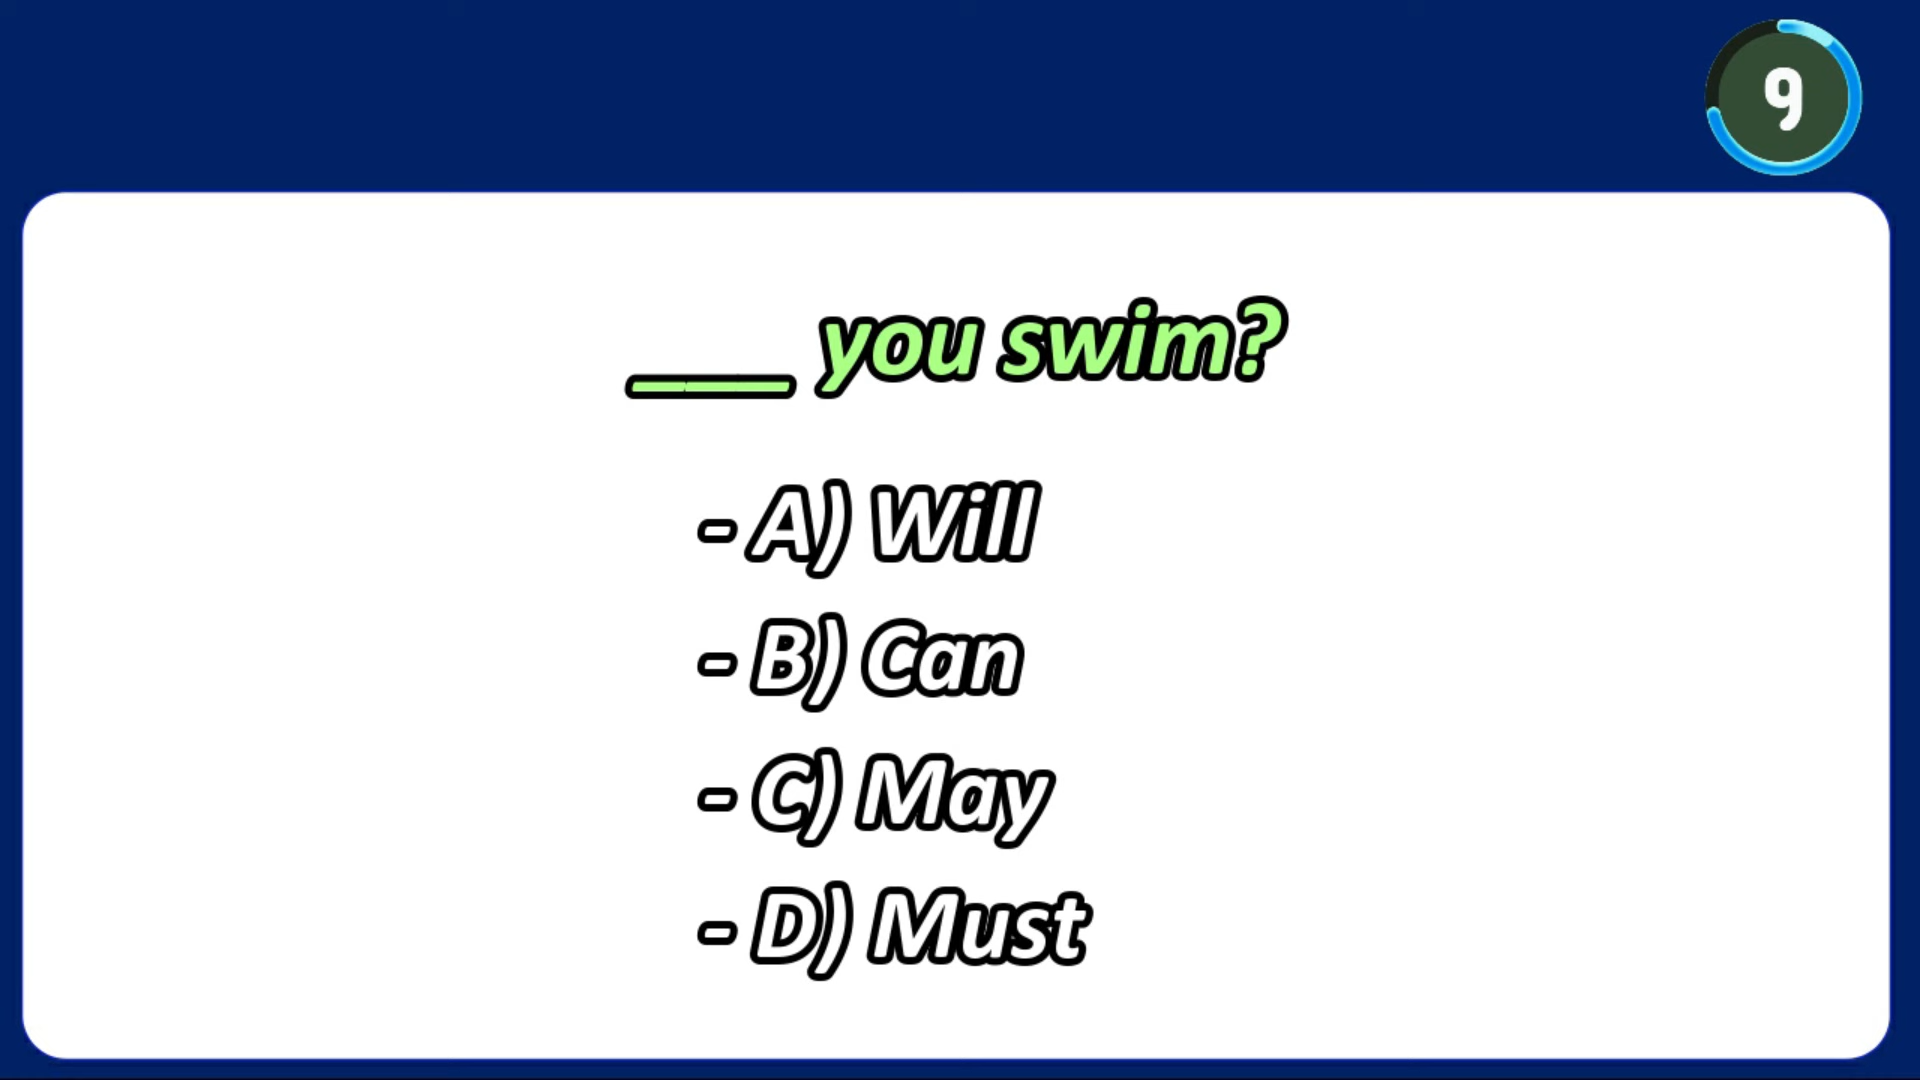 9
___ you swim?
- A) Will
- B) Can
- C) May
- D) Must